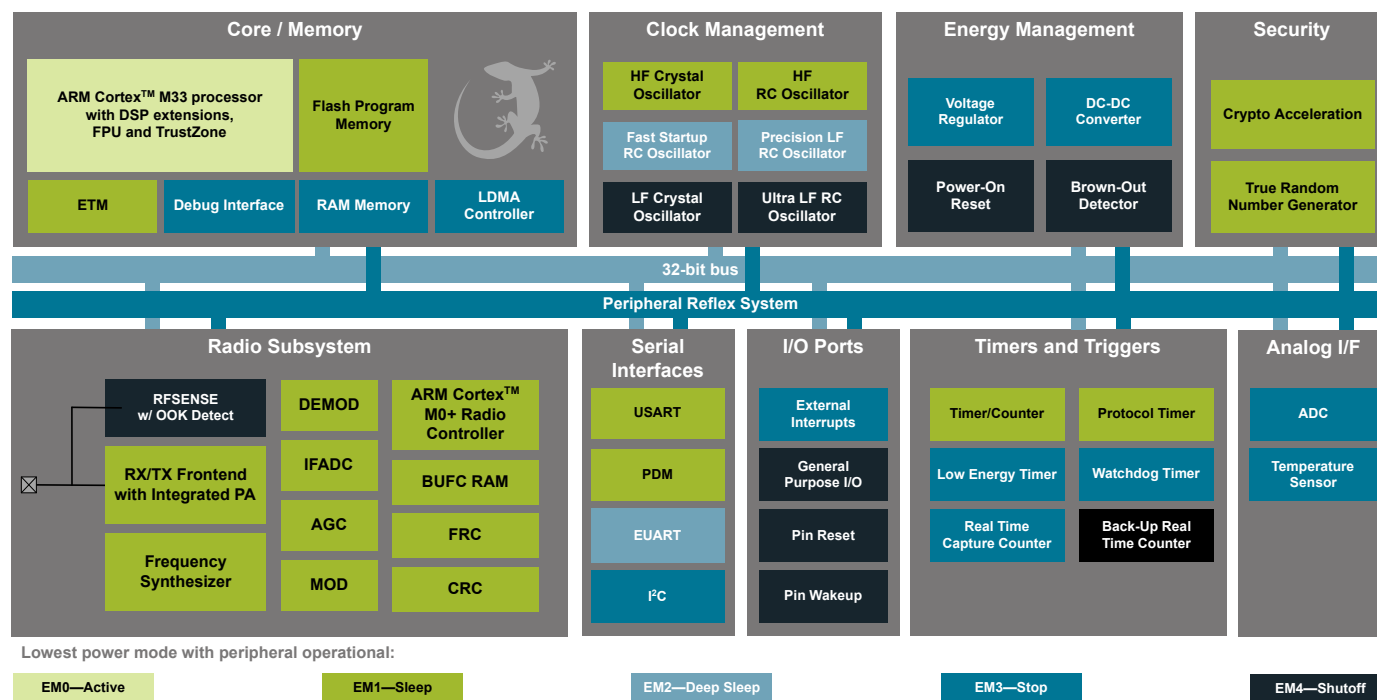 Core / Memory
ARM Cortex™ M33 processor
with DSP extensions,
FPU and TrustZone
Flash Program
Memory
ETM
Debug Interface
RAM Memory
LDMA
Controller
Clock Management
HF Crystal
Oscillator
HF
RC Oscillator
Fast Startup
RC Oscillator
Precision LF
RC Oscillator
LF Crystal
Oscillator
Ultra LF RC
Oscillator
Energy Management
Voltage
Regulator
DC-DC
Converter
Power-On
Reset
Brown-Out
Detector
Security
Crypto Acceleration
True Random
Number Generator
32-bit bus
Peripheral Reflex System
Radio Subsystem
RFSENSE
w/ OOK Detect
RX/TX Frontend
with Integrated PA
Frequency
Synthesizer
DEMOD
IFADC
AGC
MOD
ARM Cortex™
M0+ Radio
Controller
BUFC RAM
FRC
CRC
Serial
Interfaces
USART
PDM
EUART
I²C
I/O Ports
External
Interrupts
General
Purpose I/O
Pin Reset
Pin Wakeup
Timers and Triggers
Timer/Counter
Protocol Timer
Low Energy Timer
Watchdog Timer
Real Time
Capture Counter
Back-Up Real
Time Counter
Analog I/F
ADC
Temperature
Sensor
Lowest power mode with peripheral operational:
EM0—Active
EM1—Sleep
EM2—Deep Sleep
EM3—Stop
EM4—Shutoff